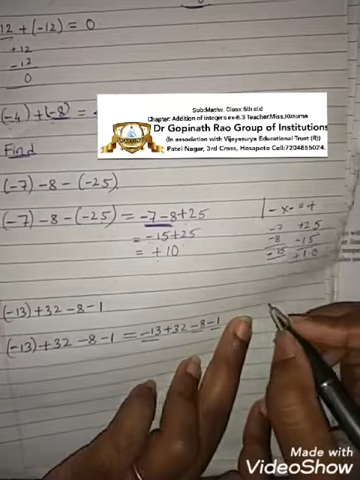 12 + (-12) = 0
+12
-12
0
(-4) + (-8) =
Sub:Maths. Class:6th std
Chapter: Addition of integers ex-6.3 Teacher:Miss.Kusuma
Dr Gopinath Rao Group of Institutions
(In association with Vijayasurya Educational Trust (R))
Patel Nagar, 3rd Cross, Hosapete Cell:7204855024.
Find
(-7) - 8 - (-25)
(-7) - 8 - (-25) = -7 - 8 + 25
= -15 + 25
= + 10
- x - = +
-7 +25
-8 -15
-15 +10
(-13) + 32 - 8 - 1
(-13) + 32 - 8 - 1 = -13 + 32 - 8 - 1
Made with
VideoShow